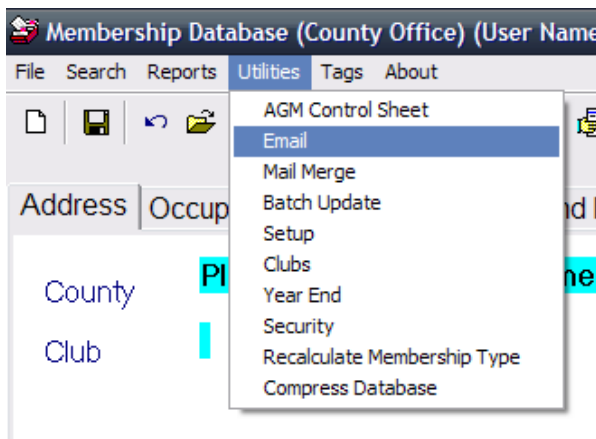 Membership Database (County Office) (User Name
File Search Reports Utilities Tags About
AGM Control Sheet
Email
Mail Merge
Batch Update
Setup
Clubs
Year End
Security
Recalculate Membership Type
Compress Database
Address
County
Club